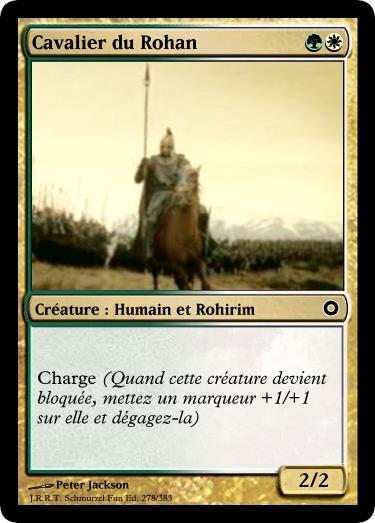 Cavalier du Rohan
Créature : Humain et Rohirim
Charge (Quand cette créature devient
bloquée, mettez un marqueur +1/+1
sur elle et dégagez-la)
Peter Jackson
2/2
J.R.R.T. Schmurzel Fun Ed. 278/383